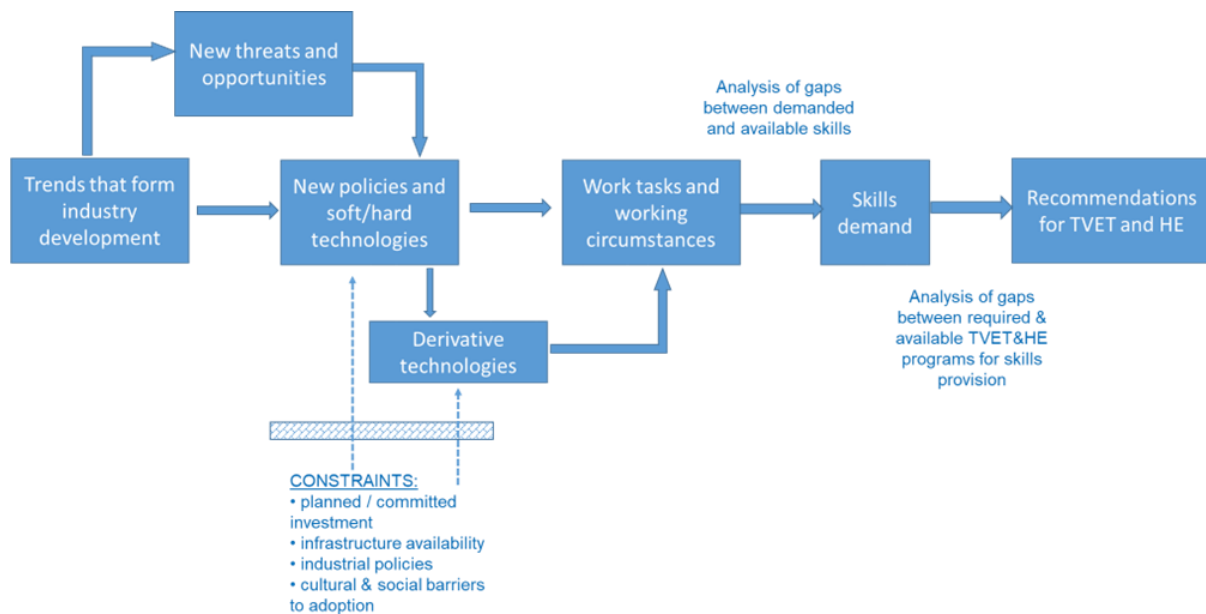 New threats and
opportunities
Analysis of gaps
between demanded
and available skills
Trends that form
industry
development
New policies and
soft/hard
technologies
Work tasks and
working
circumstances
Skills
demand
Recommendations
for TVET and HE
Derivative
technologies
Analysis of gaps
between required &
available TVET&HE
programs for skills
provision
CONSTRAINTS:
• planned / committed
investment
• infrastructure availability
• industrial policies
• cultural & social barriers
to adoption